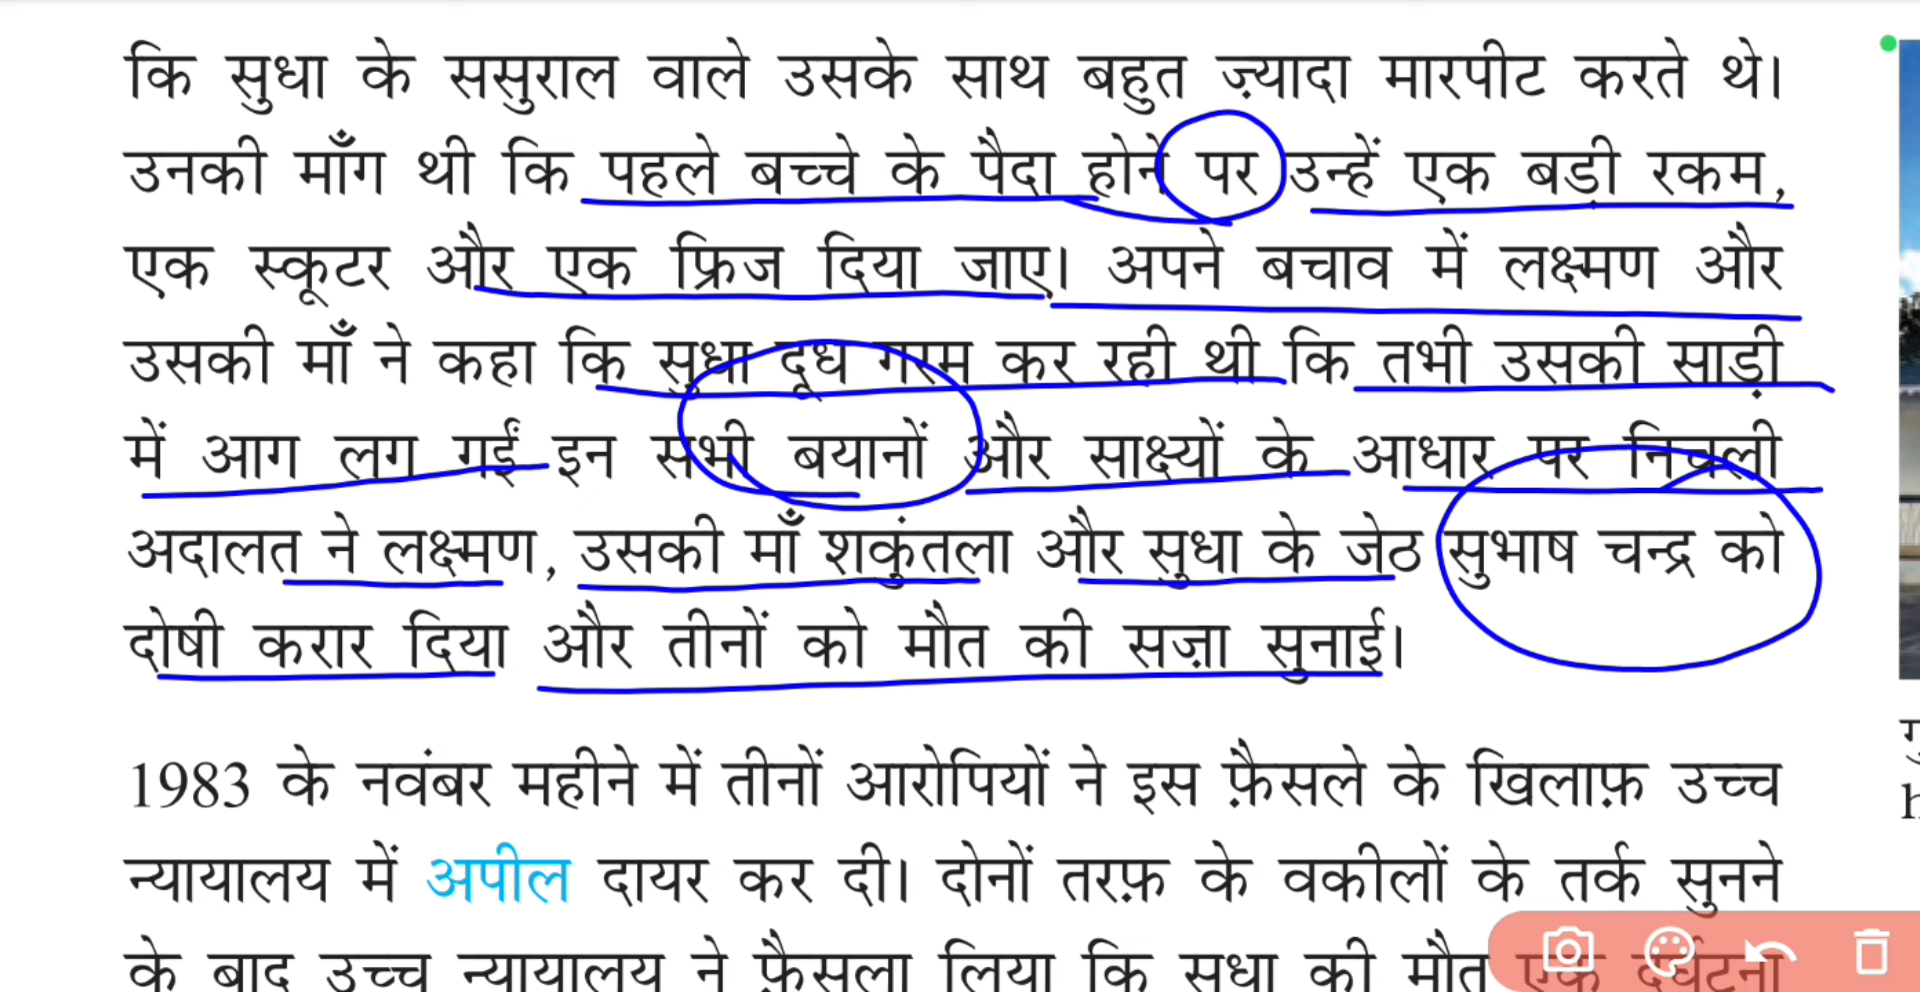 कि सुधा के ससुराल वाले उसके साथ बहुत ज़्यादा मारपीट करते थे।
उनकी माँग थी कि पहले बच्चे के पैदा होने पर उन्हें एक बड़ी रकम,
एक स्कूटर और एक फ्रिज दिया जाए। अपने बचाव में लक्ष्मण और
उसकी माँ ने कहा कि सुधा दूध गरम कर रही थी कि तभी उसकी साड़ी
में आग लग गईं इन सभी बयानों और साक्ष्यों के आधार पर निचली
अदालत ने लक्ष्मण, उसकी माँ शकुंतला और सुधा के जेठ सुभाष चन्द्र को
दोषी करार दिया और तीनों को मौत की सज़ा सुनाई।
1983 के नवंबर महीने में तीनों आरोपियों ने इस फ़ैसले के खिलाफ़ उच्च
न्यायालय में अपील दायर कर दी। दोनों तरफ़ के वकीलों के तर्क सुनने
के बाद उच्च न्यायालय ने फ़ैसला लिया कि सुधा की मौत एक दुर्घटना